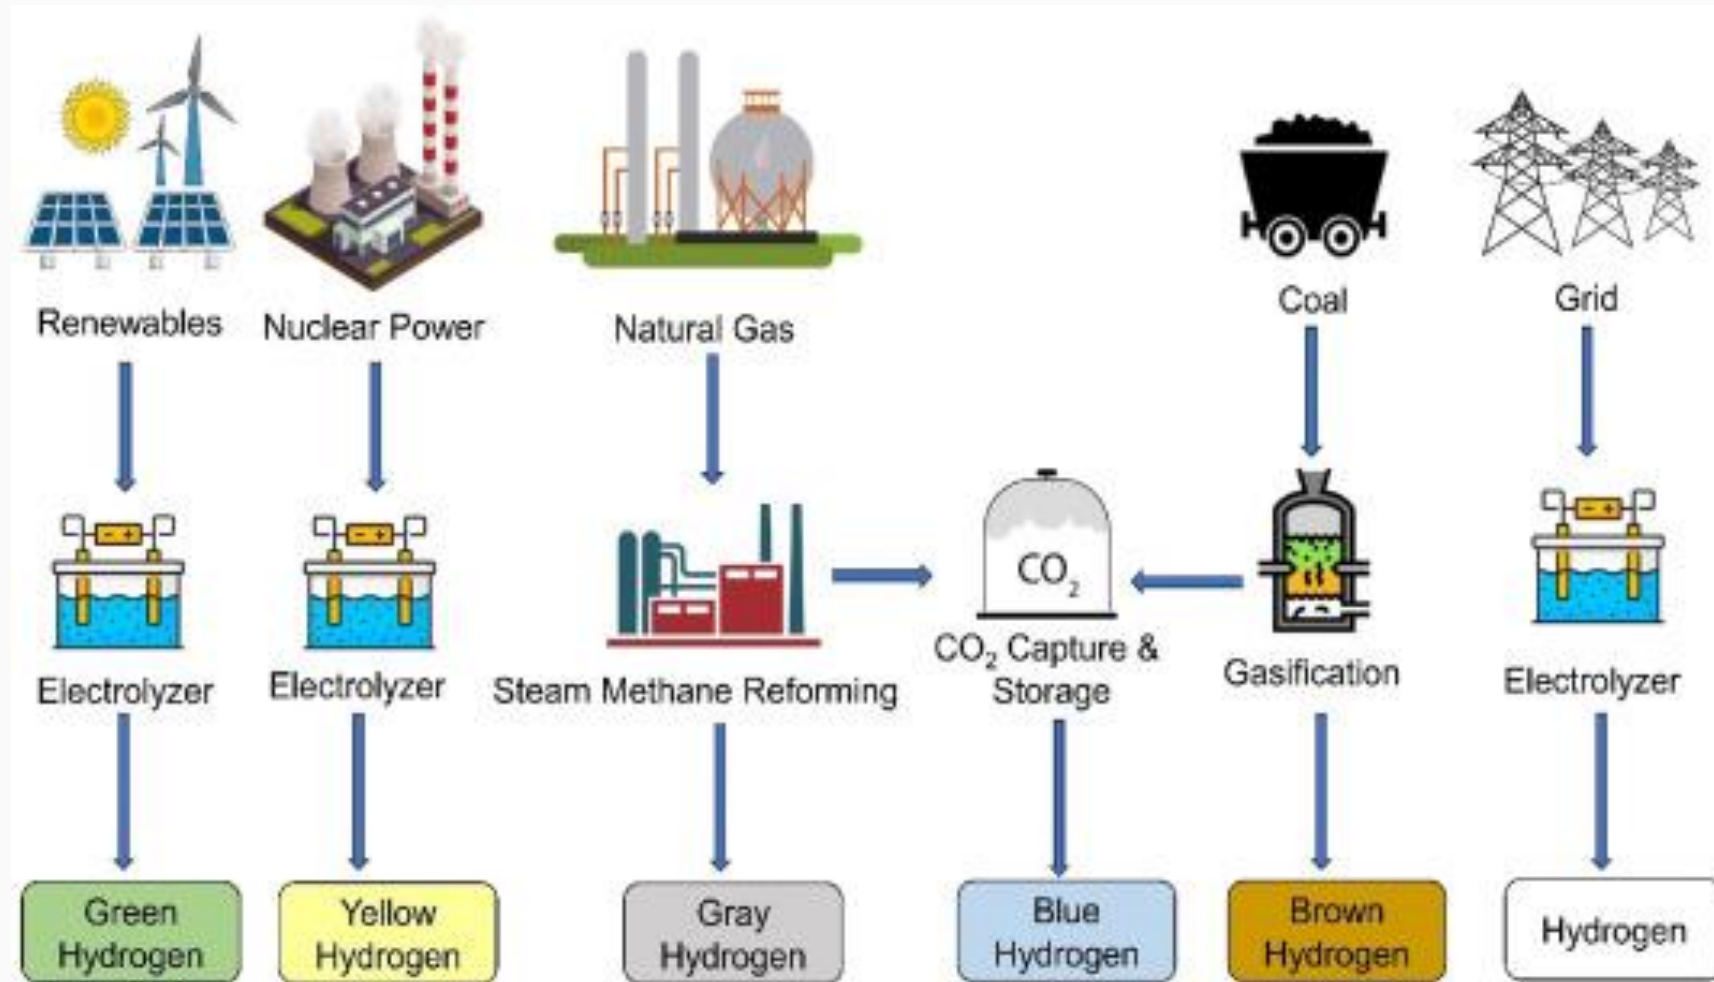 Renewables
Nuclear Power
Natural Gas
Coal
Grid
- +
- +
CO₂
- +
Electrolyzer
Electrolyzer
Steam Methane Reforming
CO₂ Capture &
Storage
Gasification
Electrolyzer
Green
Hydrogen
Yellow
Hydrogen
Gray
Hydrogen
Blue
Hydrogen
Brown
Hydrogen
Hydrogen